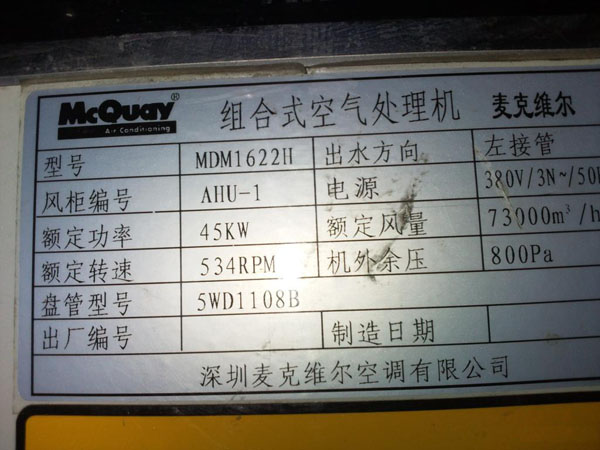 McQuay® 组合式空气处理机 麦克维尔
Air Conditioning
型号 MDM1622H 出水方向 左接管
风柜编号 AHU-1 电源 380V/3N~/50
额定功率 45KW 额定风量 73000m³/h
额定转速 534RPM 机外余压 800Pa
盘管型号 5WD1108B
出厂编号 制造日期
深圳麦克维尔空调有限公司